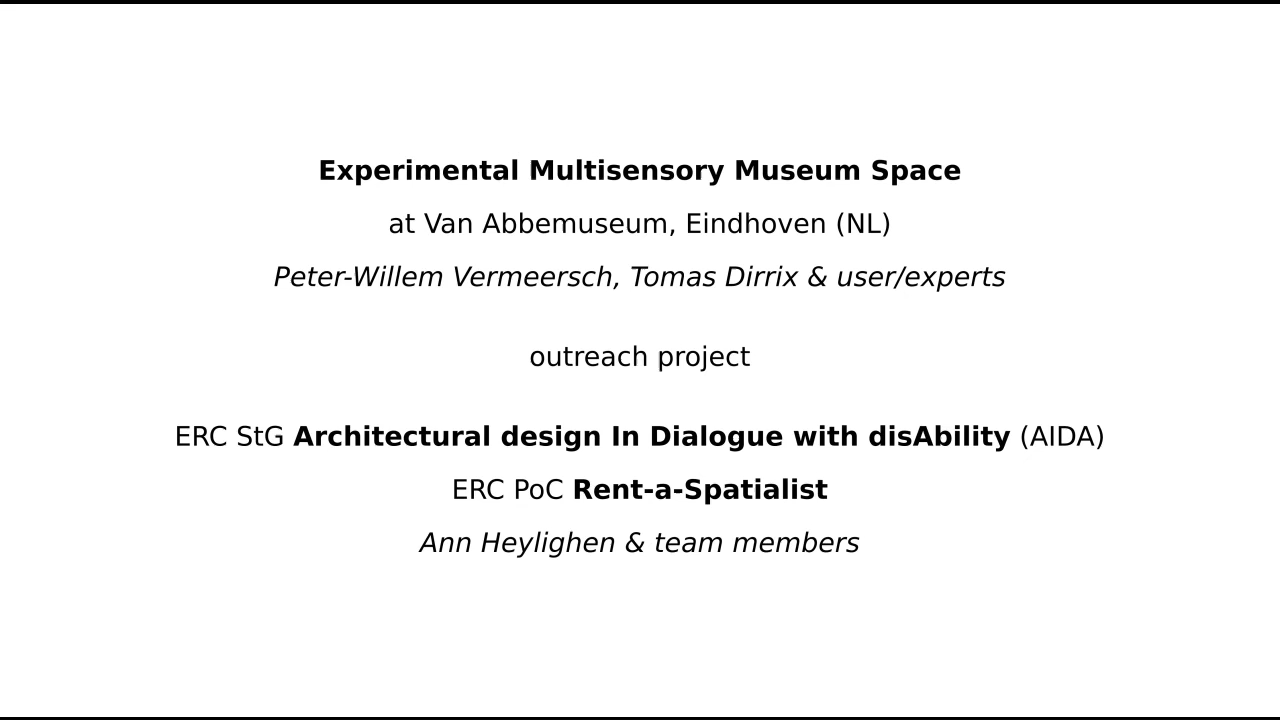 Experimental Multisensory Museum Space
at Van Abbemuseum, Eindhoven (NL)
Peter-Willem Vermeersch, Tomas Dirrix & user/experts
outreach project
ERC StG Architectural design In Dialogue with disAbility (AIDA)
ERC PoC Rent-a-Spatialist
Ann Heylighen & team members